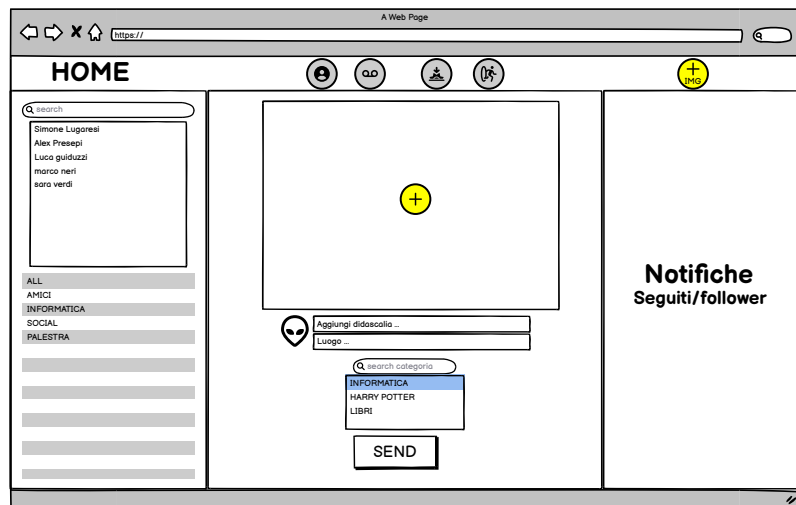 A Web Page
https://
HOME
IMG
search
Simone Lugaresi
Alex Presepi
Luca guiduzzi
marco neri
sara verdi
ALL
AMICI
INFORMATICA
SOCIAL
PALESTRA
Aggiungi didascalia ...
Luogo ...
search categoria
INFORMATICA
HARRY POTTER
LIBRI
SEND
Notifiche
Seguiti/follower